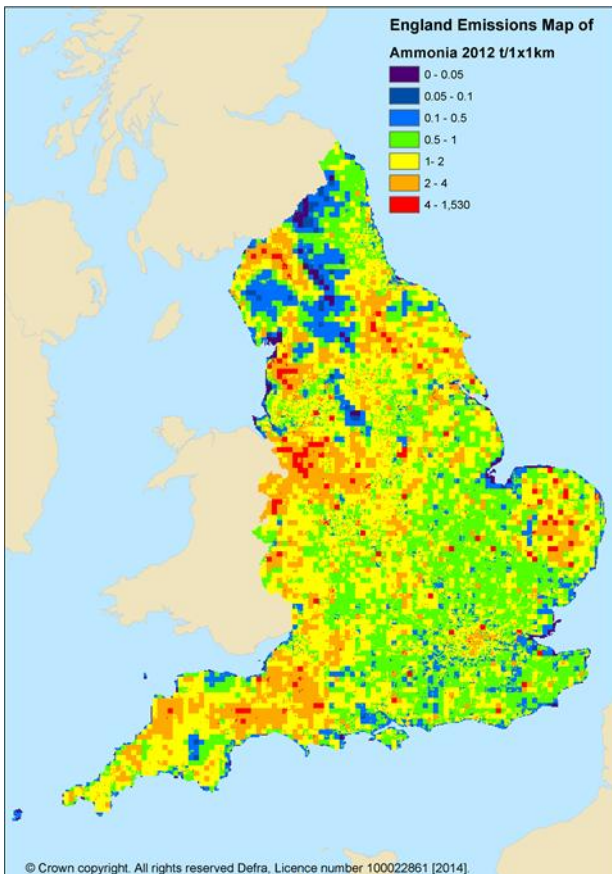 England Emissions Map of
Ammonia 2012 t/1x1km
0 - 0.05
0.05 - 0.1
0.1 - 0.5
0.5 - 1
1- 2
2 - 4
4 - 1,530
© Crown copyright. All rights reserved Defra, Licence number 100022861 [2014].